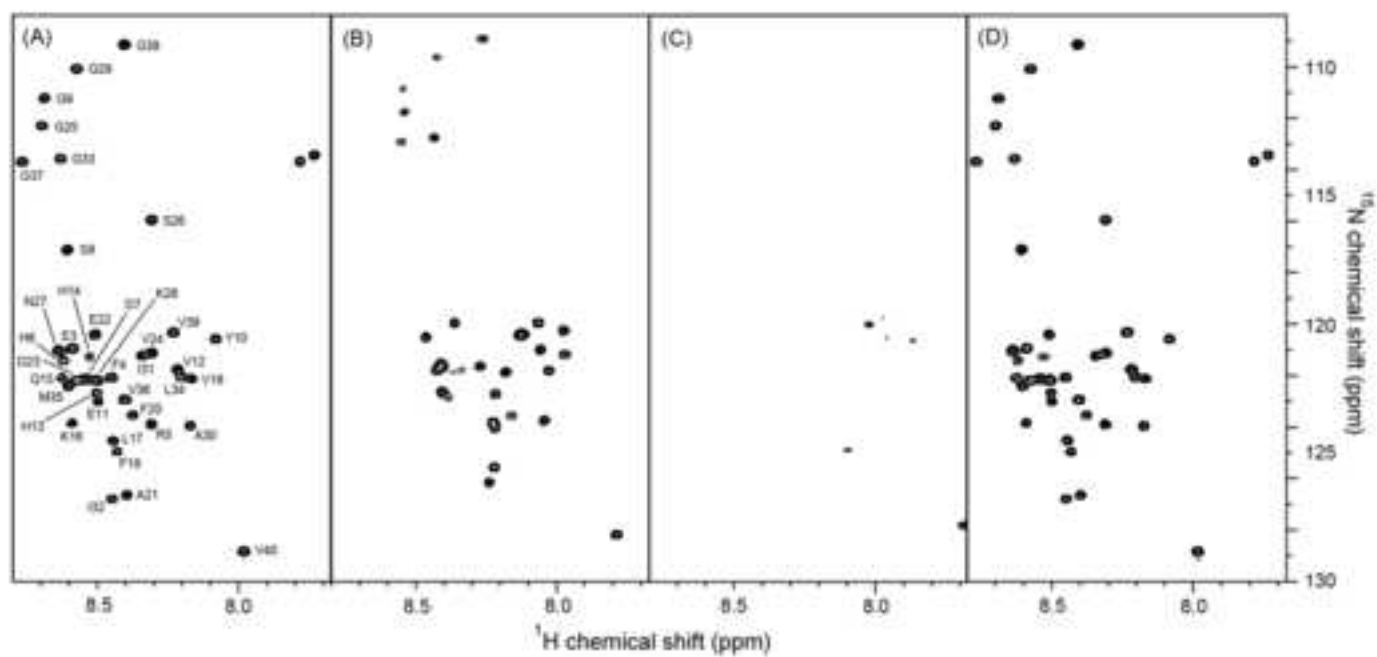 (A)
G38
G29
G9
G25
G33
G37
S26
S8
H14
D7
K28
N27
E22
V39
Y10
H6
E3
V24
D23
F4
I31
V12
Q15
V36
L34
V18
M35
E11
F20
H13
K16
L17
R5
A30
F19
I32
A21
V40
(B)
(C)
(D)
110
115
120
125
130
15N chemical shift (ppm)
8.5
8.0
8.5
8.0
8.5
8.0
8.5
8.0
1H chemical shift (ppm)